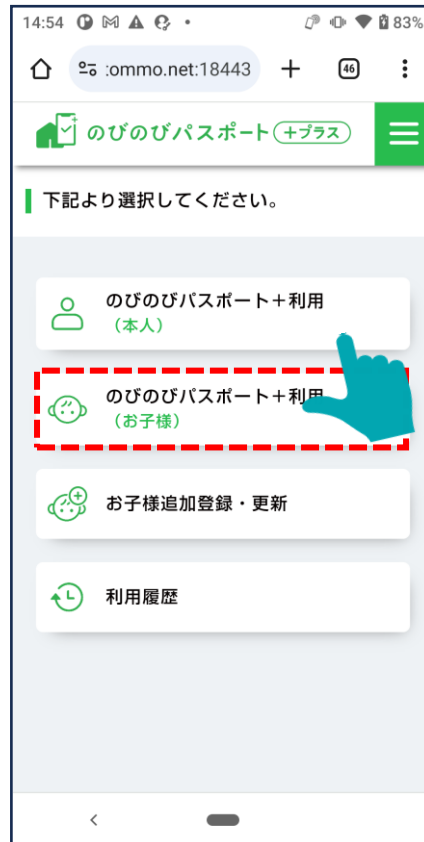 14:54
83%
:ommo.net:18443
46
のびのびパスポート+プラス
下記より選択してください。
のびのびパスポート＋利用
（本人）
のびのびパスポート＋利用
（お子様）
お子様追加登録・更新
利用履歴